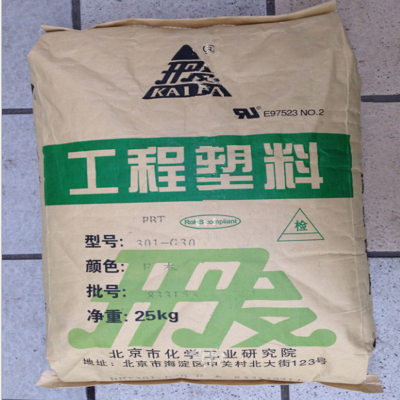 开发
®
KAIFA
E97523 NO.2
工程塑料
PRT
RoHS compliant
检
型号: 301-G30
颜色: 本
批号:
净重: 25kg
开发
北京市化学工业研究院
地址: 北京市海淀区中关村北大街123号